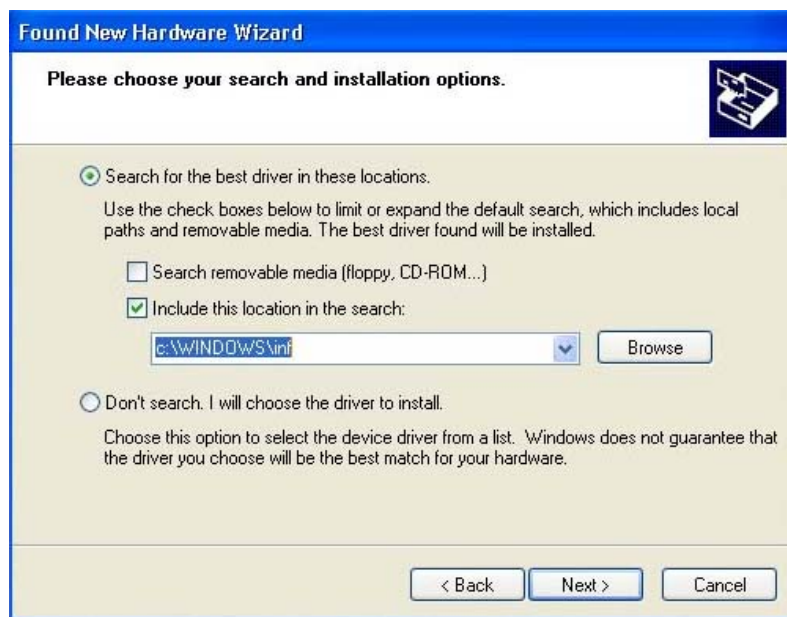 Found New Hardware Wizard
Please choose your search and installation options.
Search for the best driver in these locations.
Use the check boxes below to limit or expand the default search, which includes local
paths and removable media. The best driver found will be installed.
Search removable media (floppy, CD-ROM...)
Include this location in the search:
c:\WINDOWS\inf
Browse
Don't search. I will choose the driver to install.
Choose this option to select the device driver from a list. Windows does not guarantee that
the driver you choose will be the best match for your hardware.
< Back
Next >
Cancel